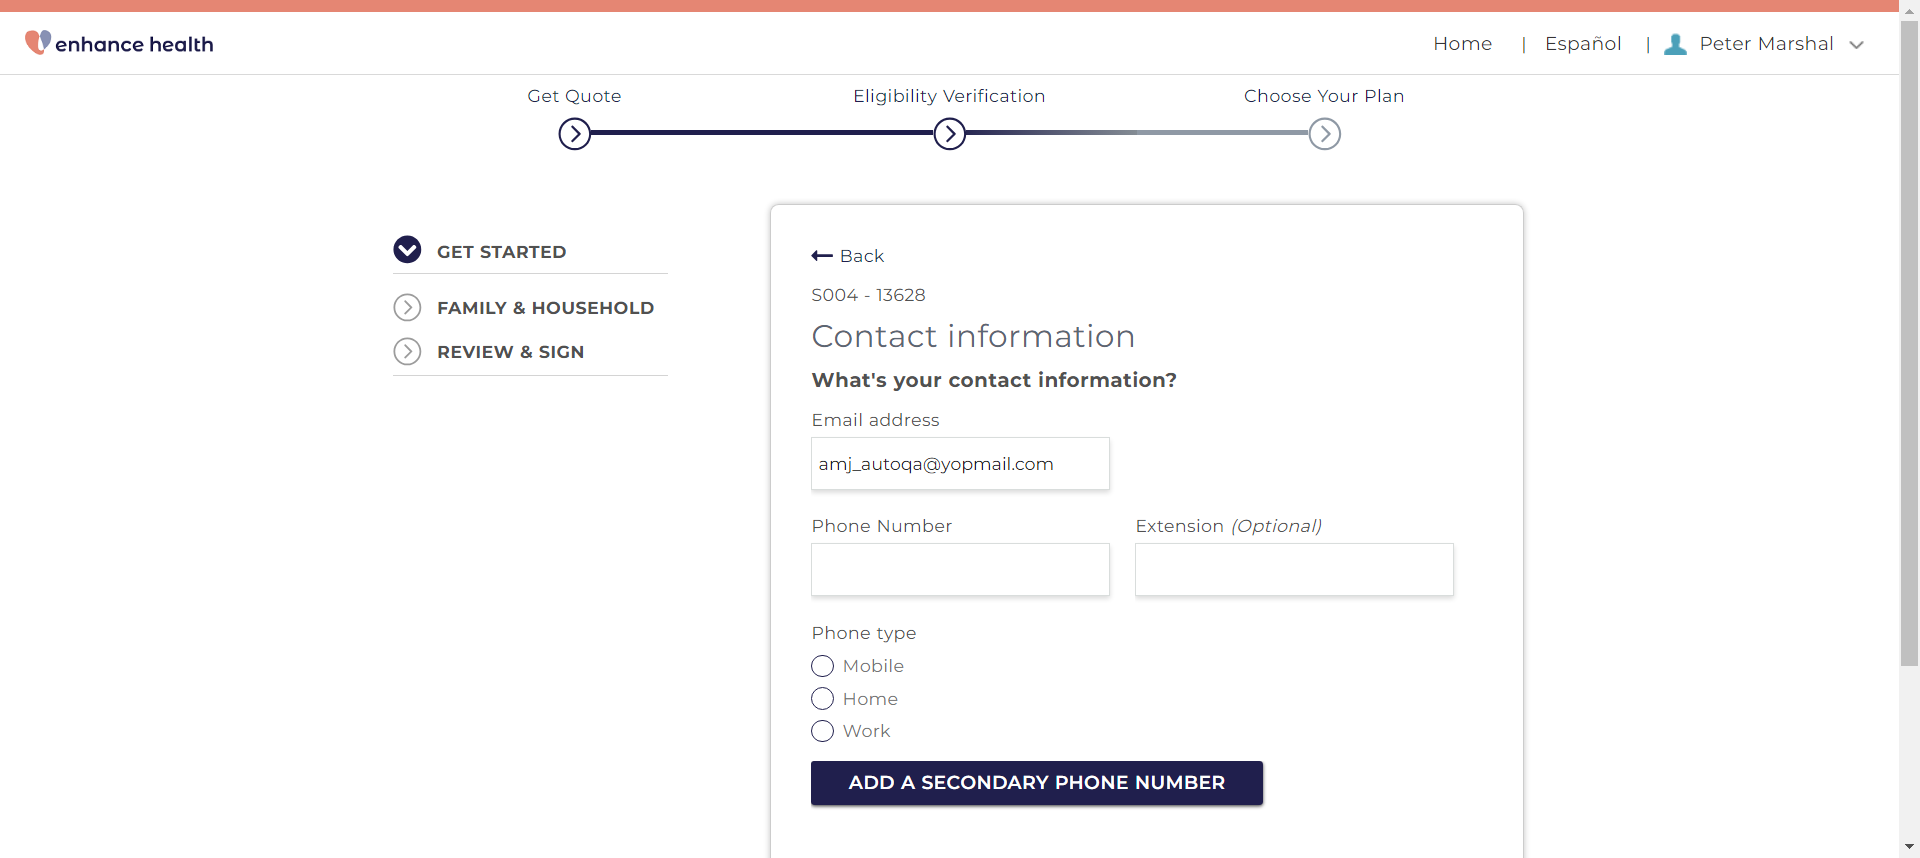 enhance health
Home | Español | Peter Marshal
Get Quote
Eligibility Verification
Choose Your Plan
GET STARTED
FAMILY & HOUSEHOLD
REVIEW & SIGN
Back
S004 - 13628
Contact information
What's your contact information?
Email address
amj_autoqa@yopmail.com
Phone Number
Extension (Optional)
Phone type
Mobile
Home
Work
ADD A SECONDARY PHONE NUMBER